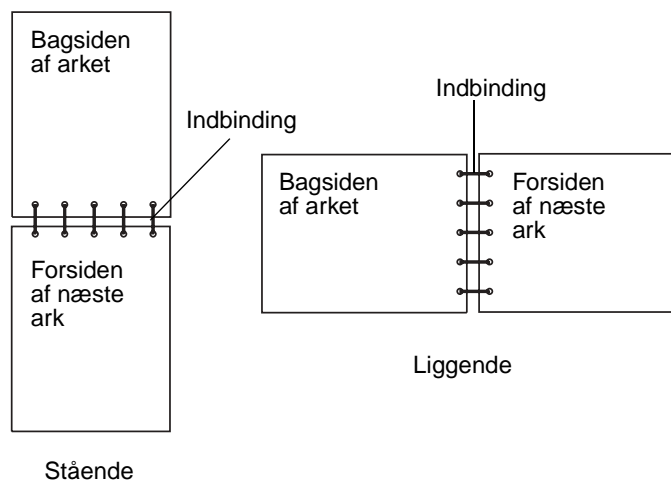 Bagsiden
af arket
Indbinding
Forsiden
af næste
ark
Stående
Indbinding
Bagsiden
af arket
Forsiden
af næste
ark
Liggende